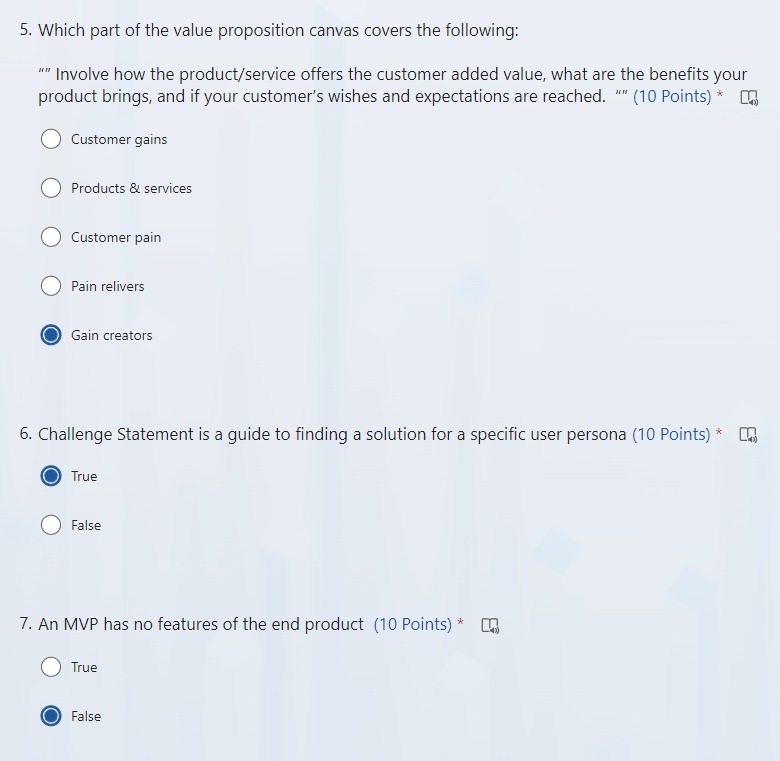 5. Which part of the value proposition canvas covers the following:
“” Involve how the product/service offers the customer added value, what are the benefits your
product brings, and if your customer’s wishes and expectations are reached. “” (10 Points) *
Customer gains
Products & services
Customer pain
Pain relivers
Gain creators
6. Challenge Statement is a guide to finding a solution for a specific user persona (10 Points) *
True
False
7. An MVP has no features of the end product (10 Points) *
True
False